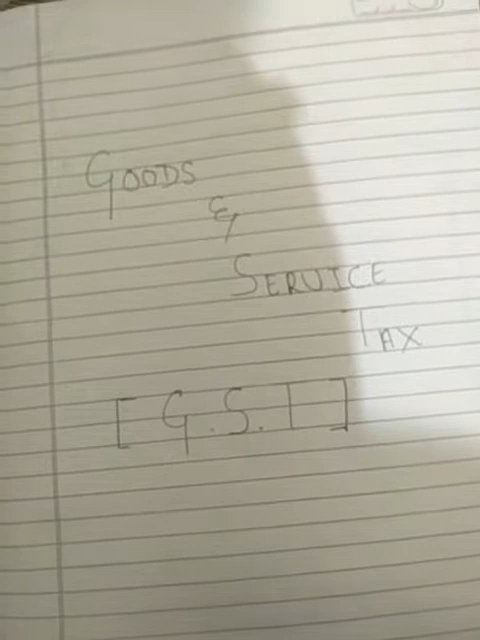 GOODS
&
SERVICE
TAX
[G.S.T]